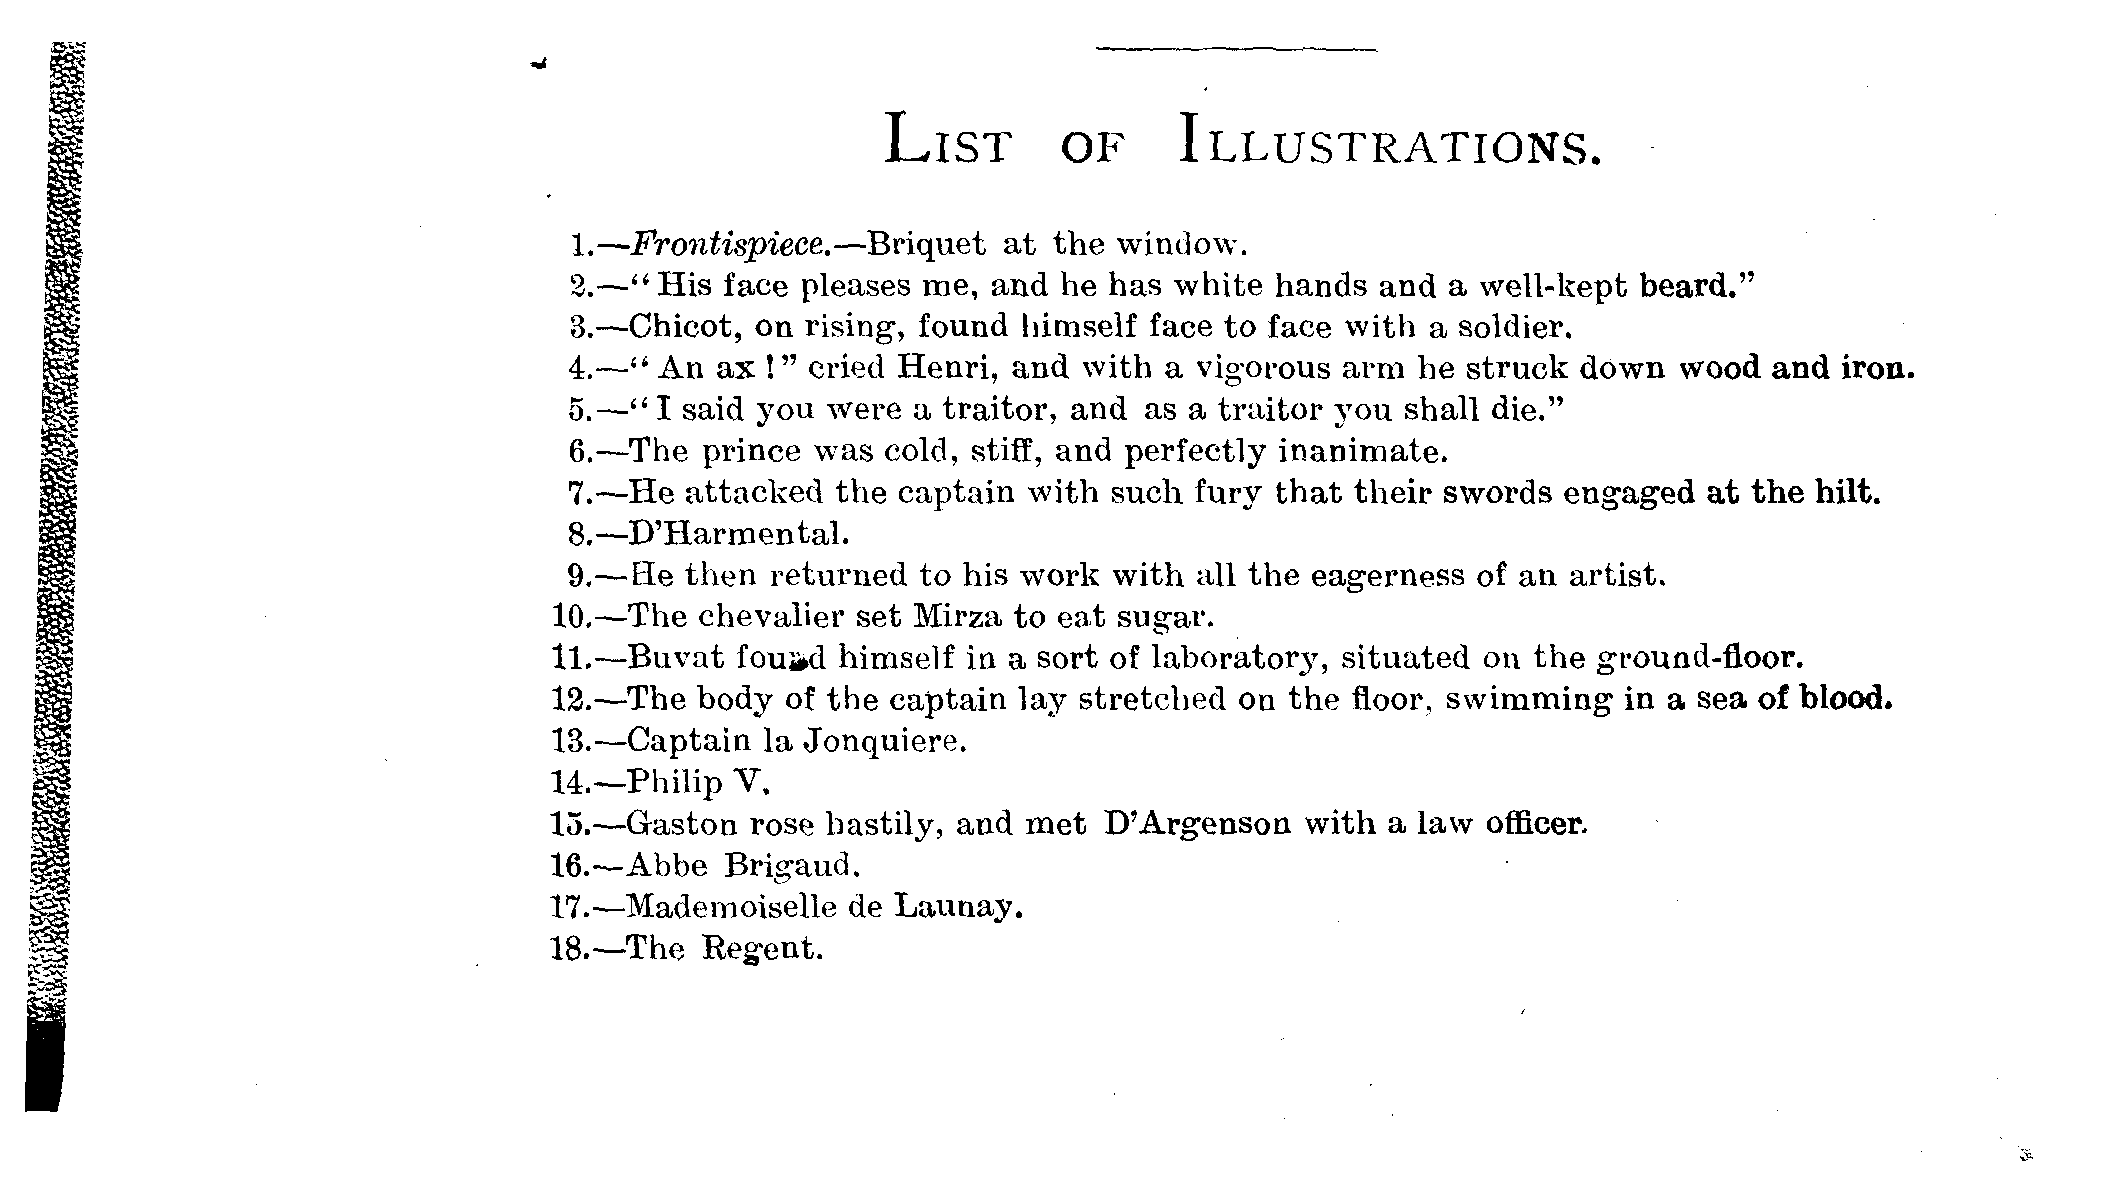 LIST OF ILLUSTRATIONS.
1.—Frontispiece.—Briquet at the window.
2.—“His face pleases me, and he has white hands and a well-kept beard.”
3.—Chicot, on rising, found himself face to face with a soldier.
4.—“An ax!” cried Henri, and with a vigorous arm he struck down wood and iron.
5.—“I said you were a traitor, and as a traitor you shall die.”
6.—The prince was cold, stiff, and perfectly inanimate.
7.—He attacked the captain with such fury that their swords engaged at the hilt.
8.—D’Harmental.
9.—He then returned to his work with all the eagerness of an artist.
10.—The chevalier set Mirza to eat sugar.
11.—Buvat found himself in a sort of laboratory, situated on the ground-floor.
12.—The body of the captain lay stretched on the floor, swimming in a sea of blood.
13.—Captain la Jonquiere.
14.—Philip V.
15.—Gaston rose hastily, and met D’Argenson with a law officer.
16.—Abbe Brigaud.
17.—Mademoiselle de Launay.
18.—The Regent.